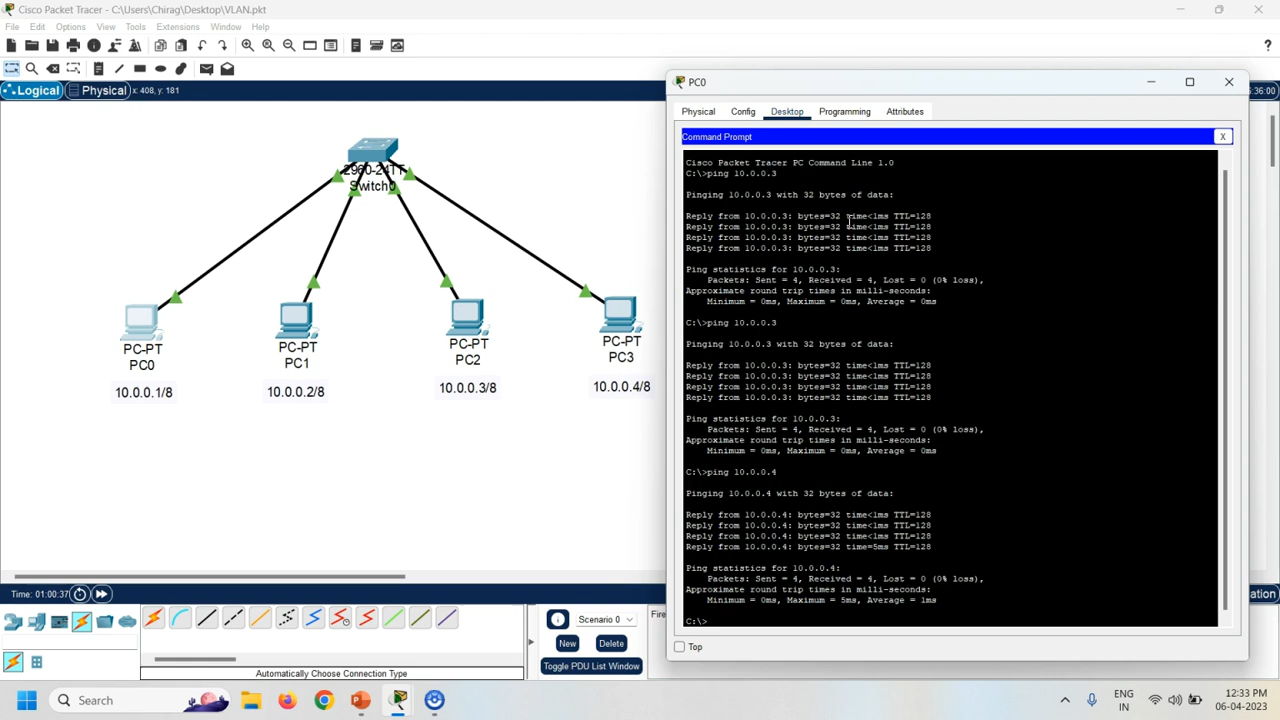 Cisco Packet Tracer - C:\Users\Chirag\Desktop\VLAN.pkt
File Edit Options View Tools Extensions Window Help
Logical Physical x: 408, y: 181
2960-24TT
Switch0
PC-PT
PC0
10.0.0.1/8
PC-PT
PC1
10.0.0.2/8
PC-PT
PC2
10.0.0.3/8
PC-PT
PC3
10.0.0.4/8
PC0
Physical Config Desktop Programming Attributes
Command Prompt X
Cisco Packet Tracer PC Command Line 1.0
C:\>ping 10.0.0.3
Pinging 10.0.0.3 with 32 bytes of data:
Reply from 10.0.0.3: bytes=32 time<1ms TTL=128
Reply from 10.0.0.3: bytes=32 time<1ms TTL=128
Reply from 10.0.0.3: bytes=32 time<1ms TTL=128
Reply from 10.0.0.3: bytes=32 time<1ms TTL=128
Ping statistics for 10.0.0.3:
Packets: Sent = 4, Received = 4, Lost = 0 (0% loss),
Approximate round trip times in milli-seconds:
Minimum = 0ms, Maximum = 0ms, Average = 0ms
C:\>ping 10.0.0.3
Pinging 10.0.0.3 with 32 bytes of data:
Reply from 10.0.0.3: bytes=32 time<1ms TTL=128
Reply from 10.0.0.3: bytes=32 time<1ms TTL=128
Reply from 10.0.0.3: bytes=32 time<1ms TTL=128
Reply from 10.0.0.3: bytes=32 time<1ms TTL=128
Ping statistics for 10.0.0.3:
Packets: Sent = 4, Received = 4, Lost = 0 (0% loss),
Approximate round trip times in milli-seconds:
Minimum = 0ms, Maximum = 0ms, Average = 0ms
C:\>ping 10.0.0.4
Pinging 10.0.0.4 with 32 bytes of data:
Reply from 10.0.0.4: bytes=32 time<1ms TTL=128
Reply from 10.0.0.4: bytes=32 time<1ms TTL=128
Reply from 10.0.0.4: bytes=32 time<1ms TTL=128
Reply from 10.0.0.4: bytes=32 time=5ms TTL=128
Ping statistics for 10.0.0.4:
Packets: Sent = 4, Received = 4, Lost = 0 (0% loss),
Approximate round trip times in milli-seconds:
Minimum = 0ms, Maximum = 5ms, Average = 1ms
C:\>
Top
:36:00
Time: 01:00:37
ation
Scenario 0
Fire
New Delete
Toggle PDU List Window
Automatically Choose Connection Type
Search
ENG
IN
12:33 PM
06-04-2023